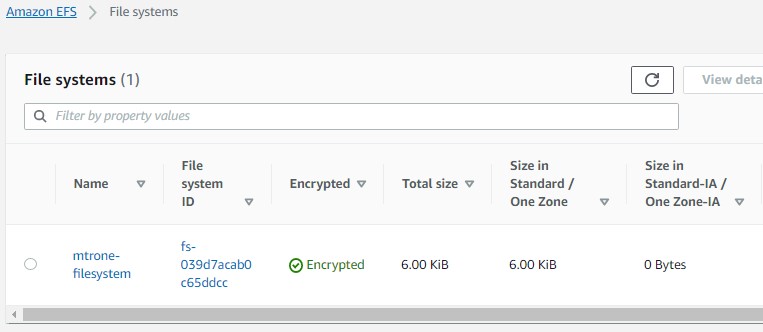 Amazon EFS > File systems
File systems (1)
View deta
Filter by property values
Name
File
system
ID
Encrypted
Total size
Size in
Standard /
One Zone
Size in
Standard-IA /
One Zone-IA
mtrone-
filesystem
fs-
039d7acab0
c65ddcc
Encrypted
6.00 KiB
6.00 KiB
0 Bytes